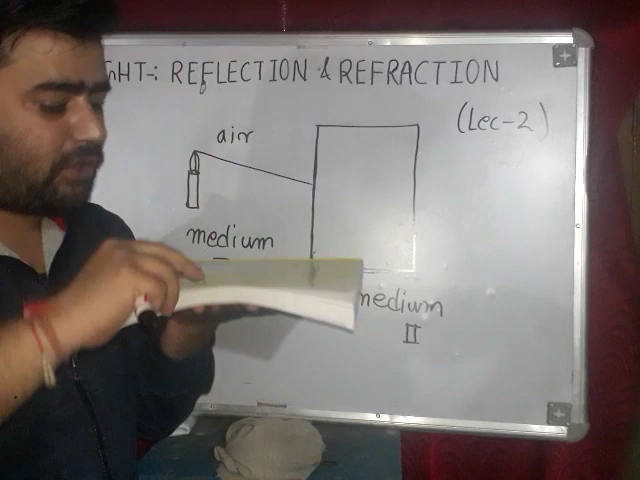 REFLECTION & REFRACTION
(Lec-2)
air
medium
medium
II